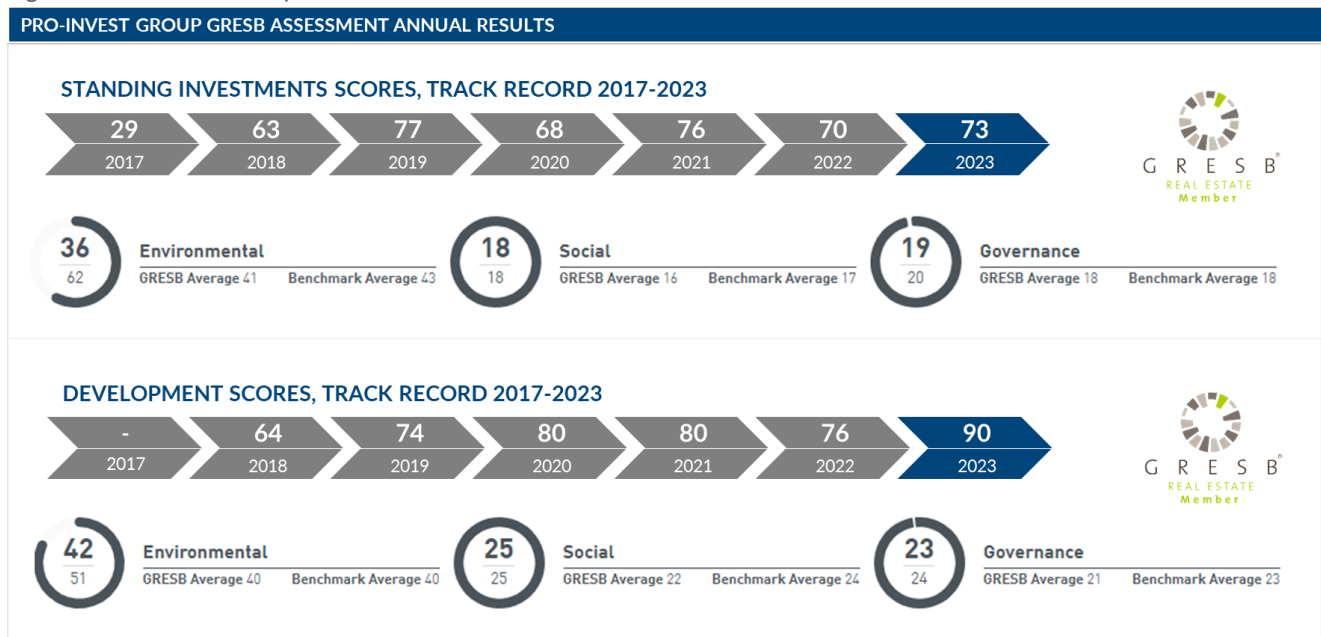 PRO-INVEST GROUP GRESB ASSESSMENT ANNUAL RESULTS
STANDING INVESTMENTS SCORES, TRACK RECORD 2017-2023
29 63 77 68 76 70 73
2017 2018 2019 2020 2021 2022 2023
GRESB®
REAL ESTATE
Member
36
62
Environmental
GRESB Average 41 Benchmark Average 43
18
18
Social
GRESB Average 16 Benchmark Average 17
19
20
Governance
GRESB Average 18 Benchmark Average 18
DEVELOPMENT SCORES, TRACK RECORD 2017-2023
- 64 74 80 80 76 90
2017 2018 2019 2020 2021 2022 2023
GRESB®
REAL ESTATE
Member
42
51
Environmental
GRESB Average 40 Benchmark Average 40
25
25
Social
GRESB Average 22 Benchmark Average 24
23
24
Governance
GRESB Average 21 Benchmark Average 23